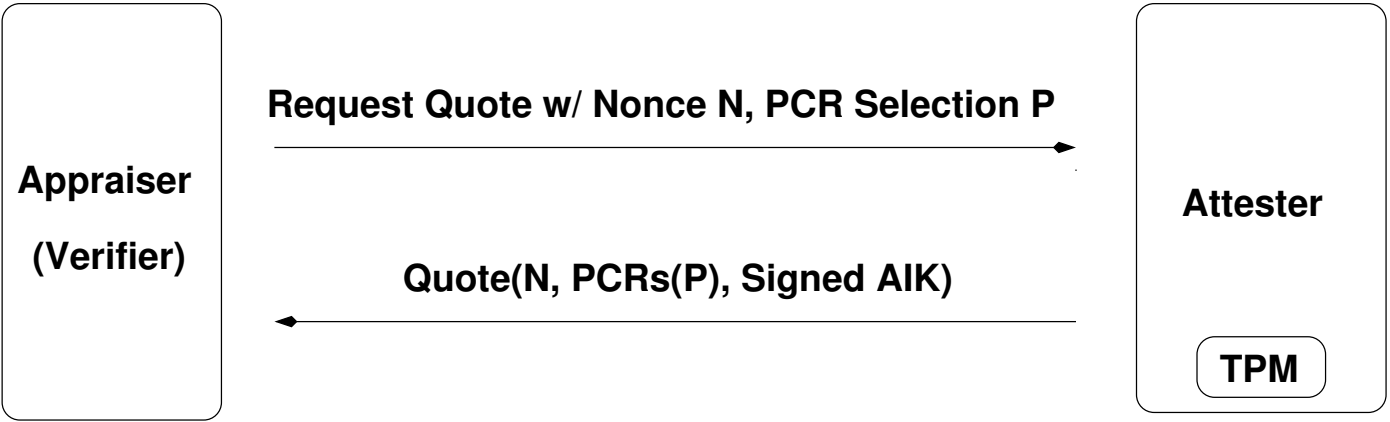 Appraiser
(Verifier)
Request Quote w/ Nonce N, PCR Selection P
Quote(N, PCRs(P), Signed AIK)
Attester
TPM